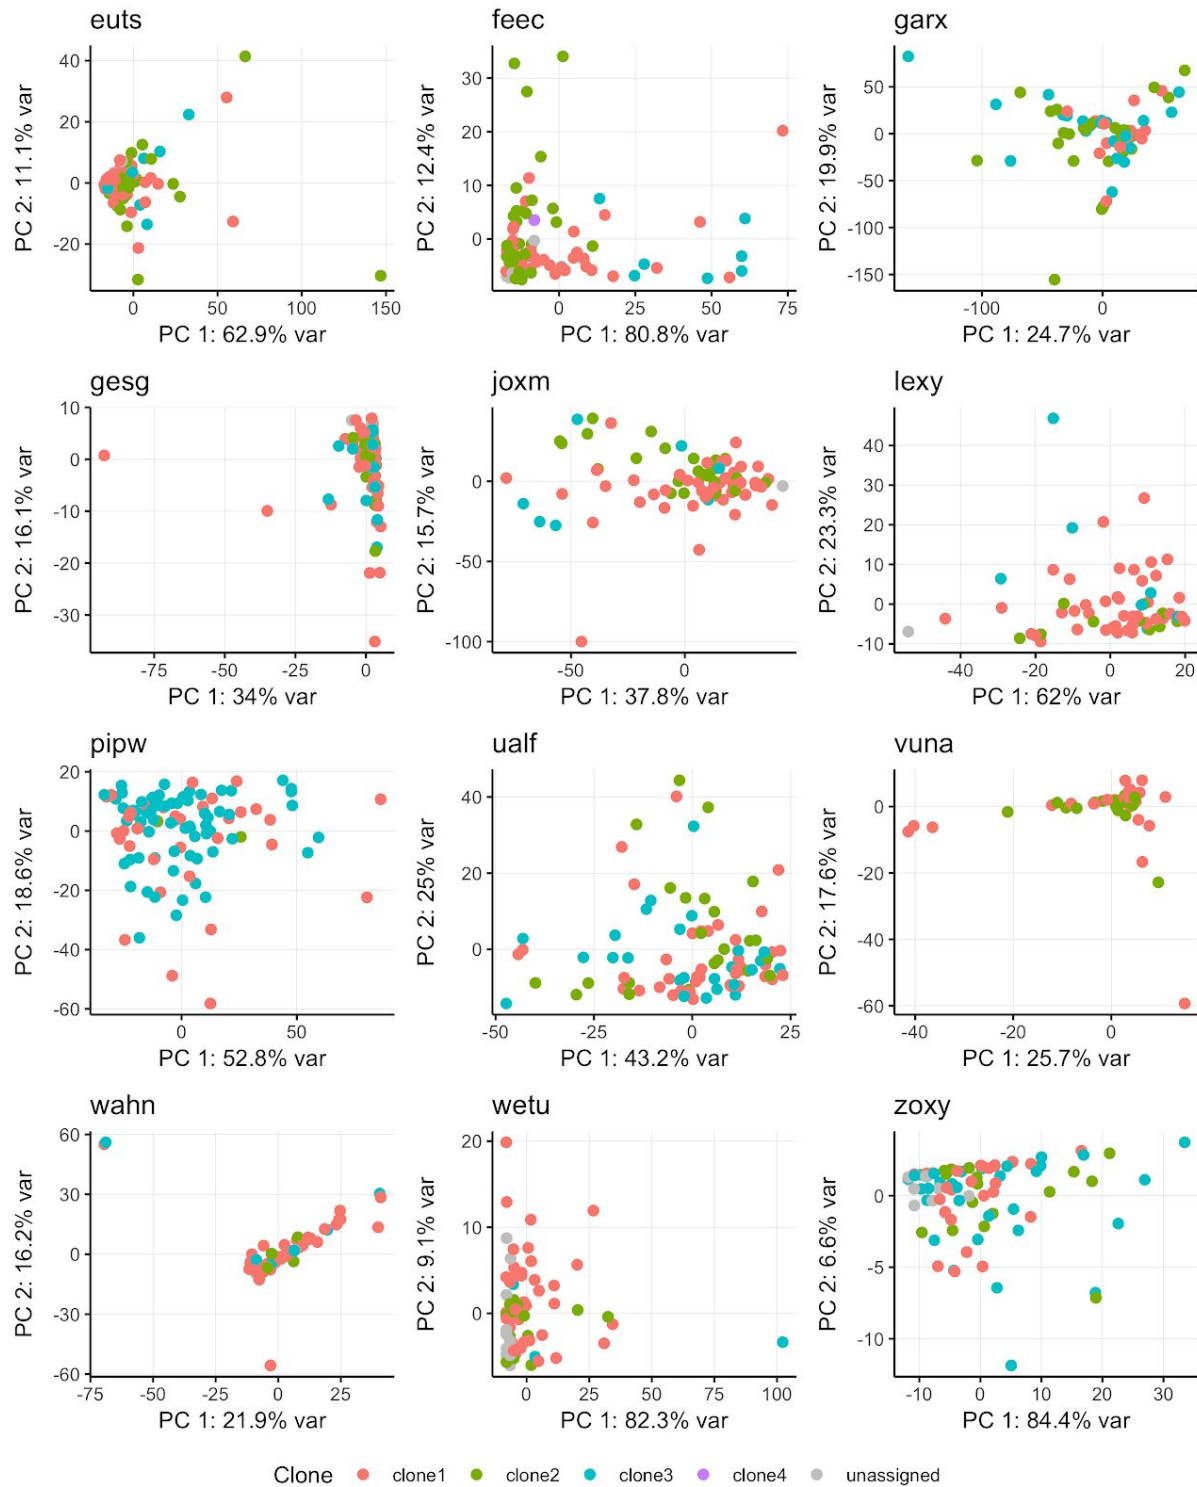 euts
feec
garx
40
20
0
-20
PC 2: 11.1% var
0
50
100
150
PC 1: 62.9% var
30
20
10
0
PC 2: 12.4% var
0
25
50
75
PC 1: 80.8% var
50
0
-50
-100
-150
PC 2: 19.9% var
-100
0
PC 1: 24.7% var
gesg
joxm
lexy
10
0
-10
-20
-30
PC 2: 16.1% var
-75
-50
-25
0
PC 1: 34% var
0
-50
-100
PC 2: 15.7% var
-50
0
PC 1: 37.8% var
40
30
20
10
0
-10
PC 2: 23.3% var
-40
-20
0
20
PC 1: 62% var
pipw
ualf
vuna
20
0
-20
-40
-60
PC 2: 18.6% var
0
50
PC 1: 52.8% var
40
20
0
PC 2: 25% var
-50
-25
0
25
PC 1: 43.2% var
0
-20
-40
-60
PC 2: 17.6% var
-40
-20
0
PC 1: 25.7% var
wahn
wetu
zoxy
60
30
0
-30
-60
PC 2: 16.2% var
-75
-50
-25
0
25
PC 1: 21.9% var
20
10
0
PC 2: 9.1% var
0
25
50
75
100
PC 1: 82.3% var
0
-5
-10
PC 2: 6.6% var
-10
0
10
20
30
PC 1: 84.4% var
Clone clone1 clone2 clone3 clone4 unassigned